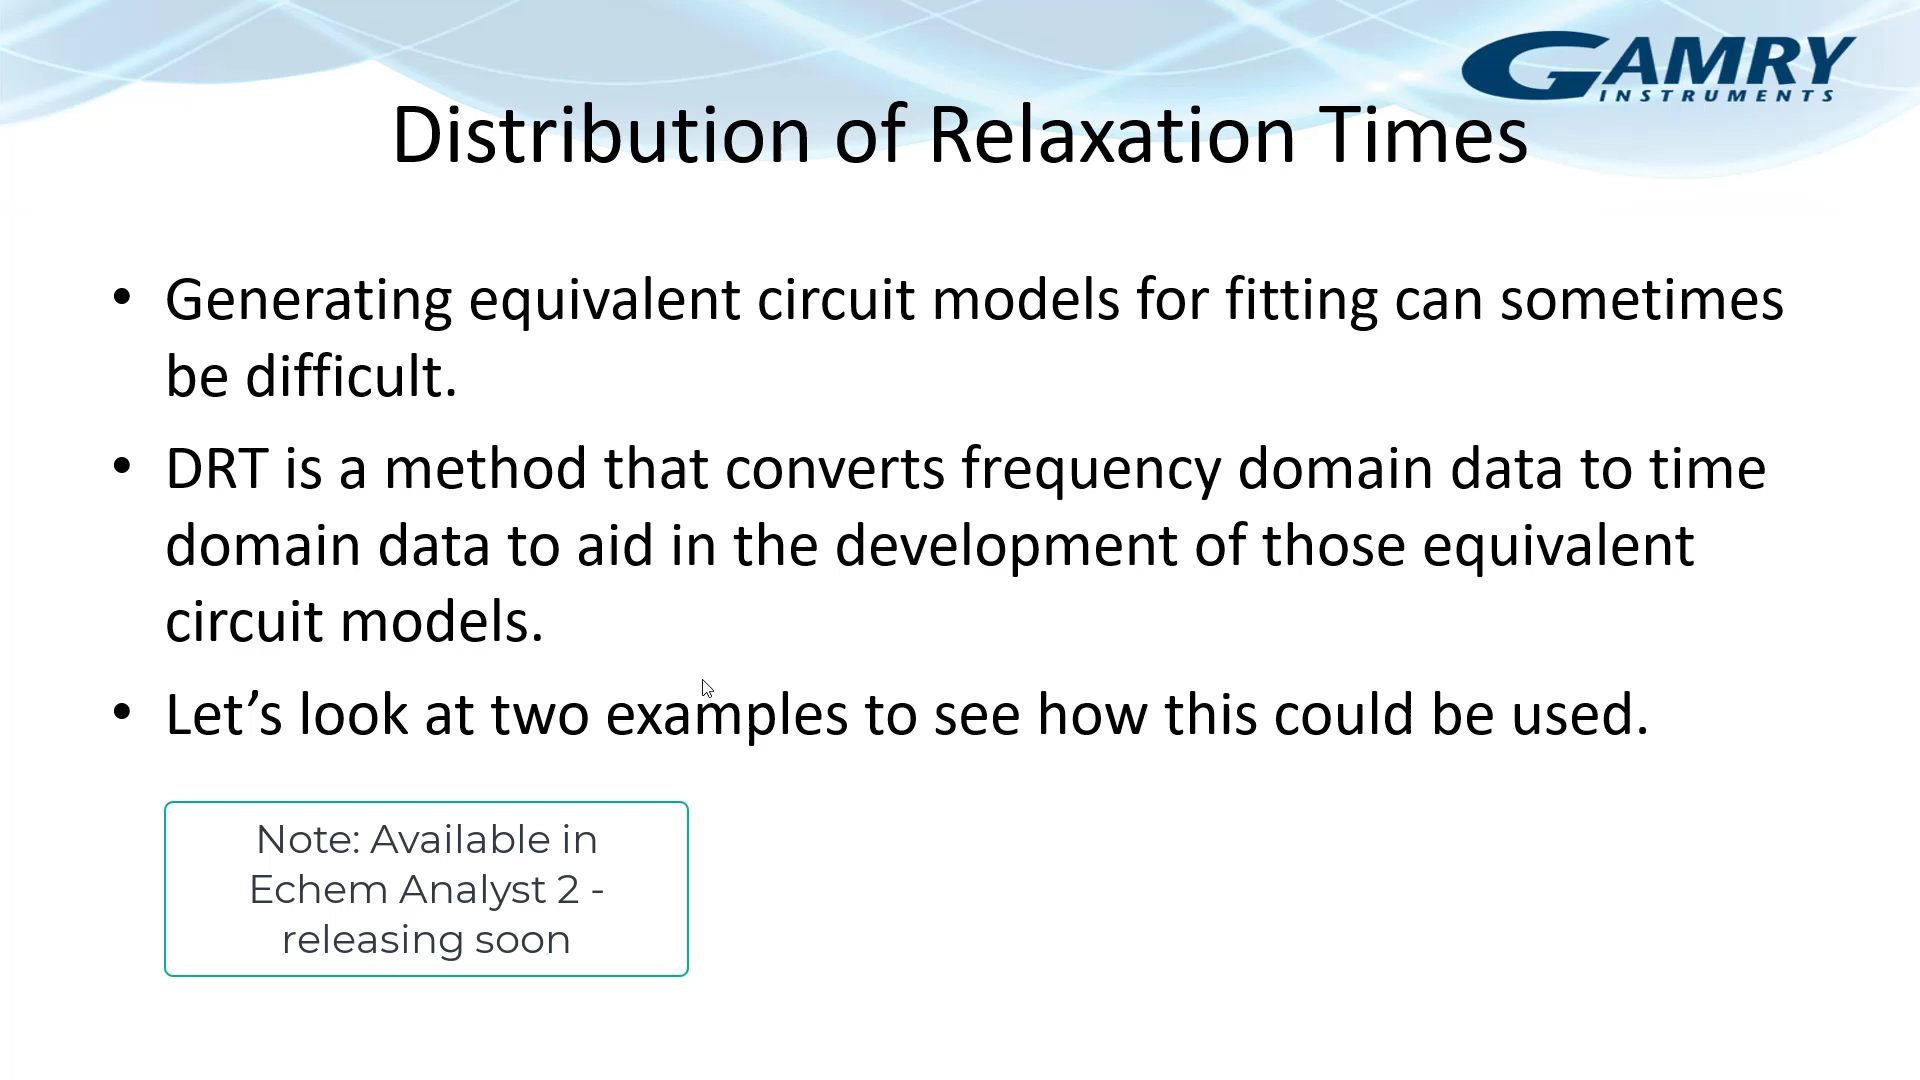 GAMRY
INSTRUMENTS
Distribution of Relaxation Times
• Generating equivalent circuit models for fitting can sometimes
be difficult.
• DRT is a method that converts frequency domain data to time
domain data to aid in the development of those equivalent
circuit models.
• Let’s look at two examples to see how this could be used.
Note: Available in
Echem Analyst 2 -
releasing soon